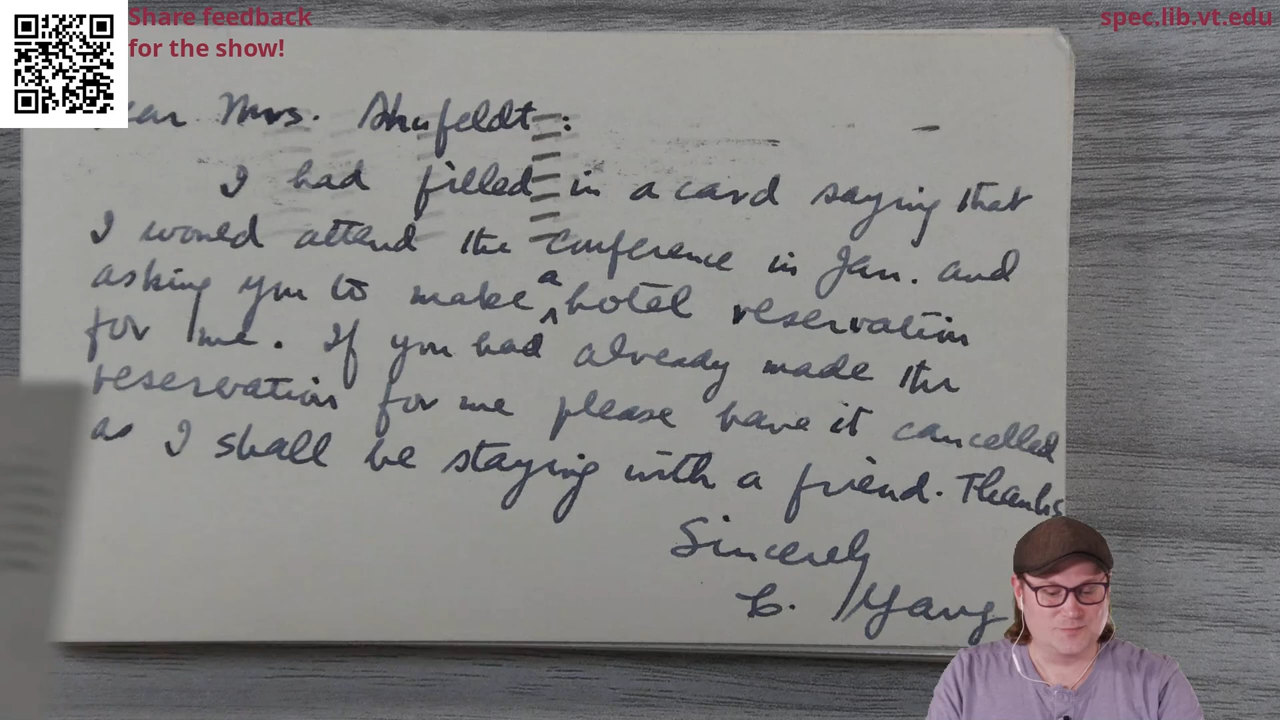 Share feedback
for the show!
spec.lib.vt.edu
ear Mrs. Shufeldt:
I had filled in a card saying that
I would attend the conference in Jan. and
asking you to make a hotel reservation
for me. If you had already made the
reservation for me please have it cancelled
as I shall be staying with a friend. Thanks
Sincerely
Yang